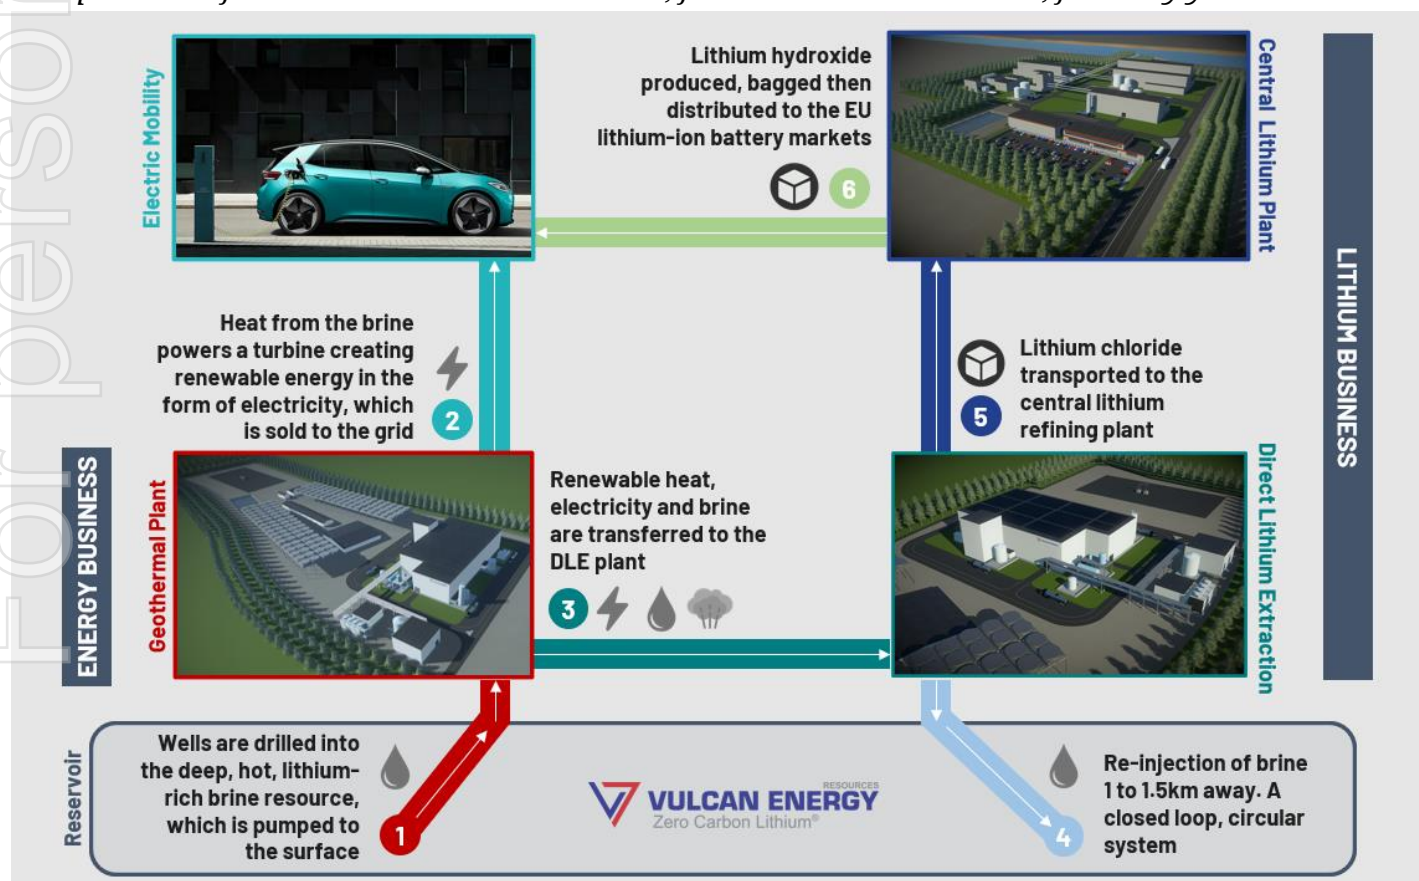 For person
Electric Mobility
Lithium hydroxide
produced, bagged then
distributed to the EU
lithium-ion battery markets
6
Central Lithium Plant
LITHIUM BUSINESS
Heat from the brine
powers a turbine creating
renewable energy in the
form of electricity, which
is sold to the grid
2
Lithium chloride
transported to the
central lithium
refining plant
5
ENERGY BUSINESS
Geothermal Plant
Renewable heat,
electricity and brine
are transferred to the
DLE plant
3
Direct Lithium Extraction
Reservoir
Wells are drilled into
the deep, hot, lithium-
rich brine resource,
which is pumped to
the surface
1
RESOURCES
VULCAN ENERGY
Zero Carbon Lithium®
4
Re-injection of brine
1 to 1.5km away. A
closed loop, circular
system